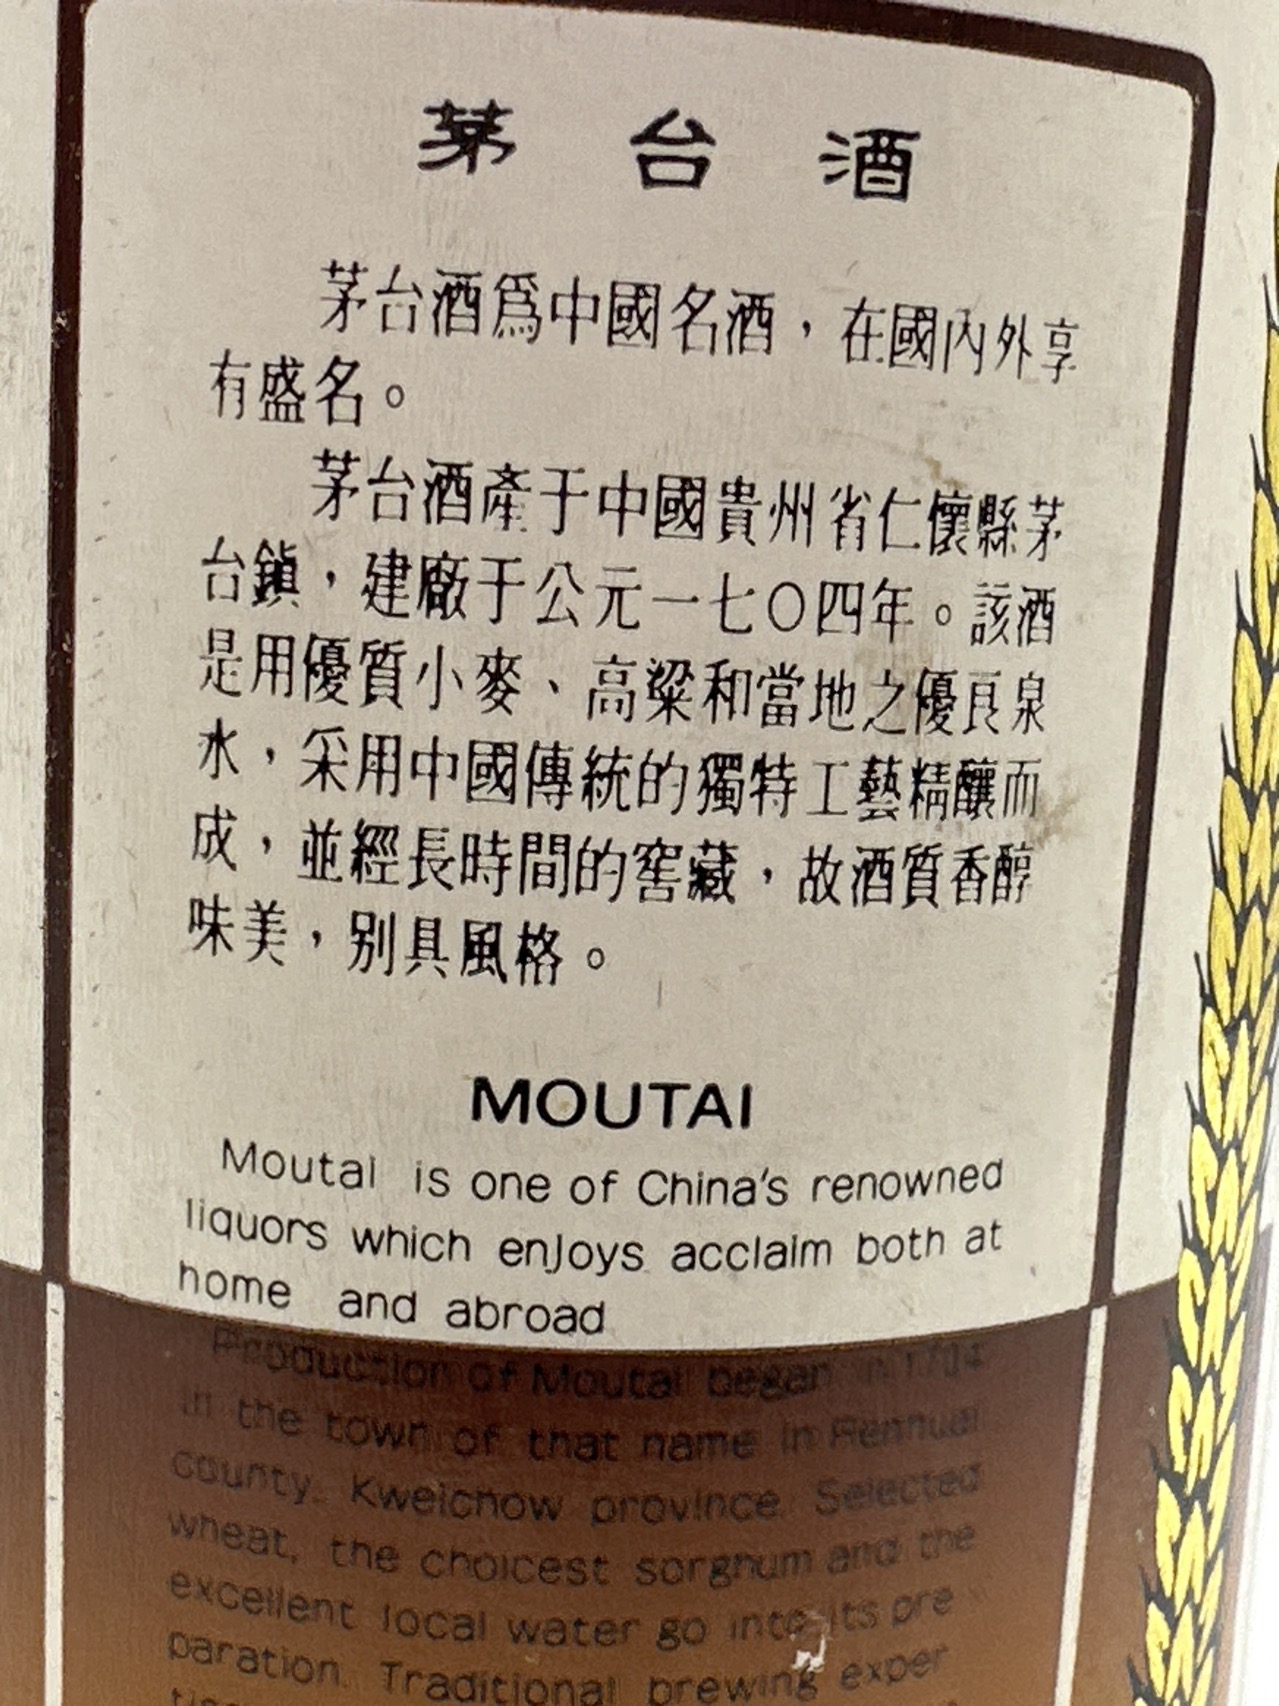 茅台酒
茅台酒爲中國名酒，在國內外享
有盛名。
茅台酒產于中國貴州省仁懷縣茅
台鎮，建廠于公元一七〇四年。該酒
是用優質小麥、高粱和當地之優良泉
水，采用中國傳統的獨特工藝精釀而
成，並經長時間的窖藏，故酒質香醇
味美，别具風格。
MOUTAI
Moutai is one of China's renowned
liquors which enjoys acclaim both at
home and abroad
Production of Moutai began in 1704
in the town of that name in Renhuai
county, Kweichow province. Selected
wheat, the choicest sorghum and the
excellent local water go into its pre
paration. Traditional brewing exper